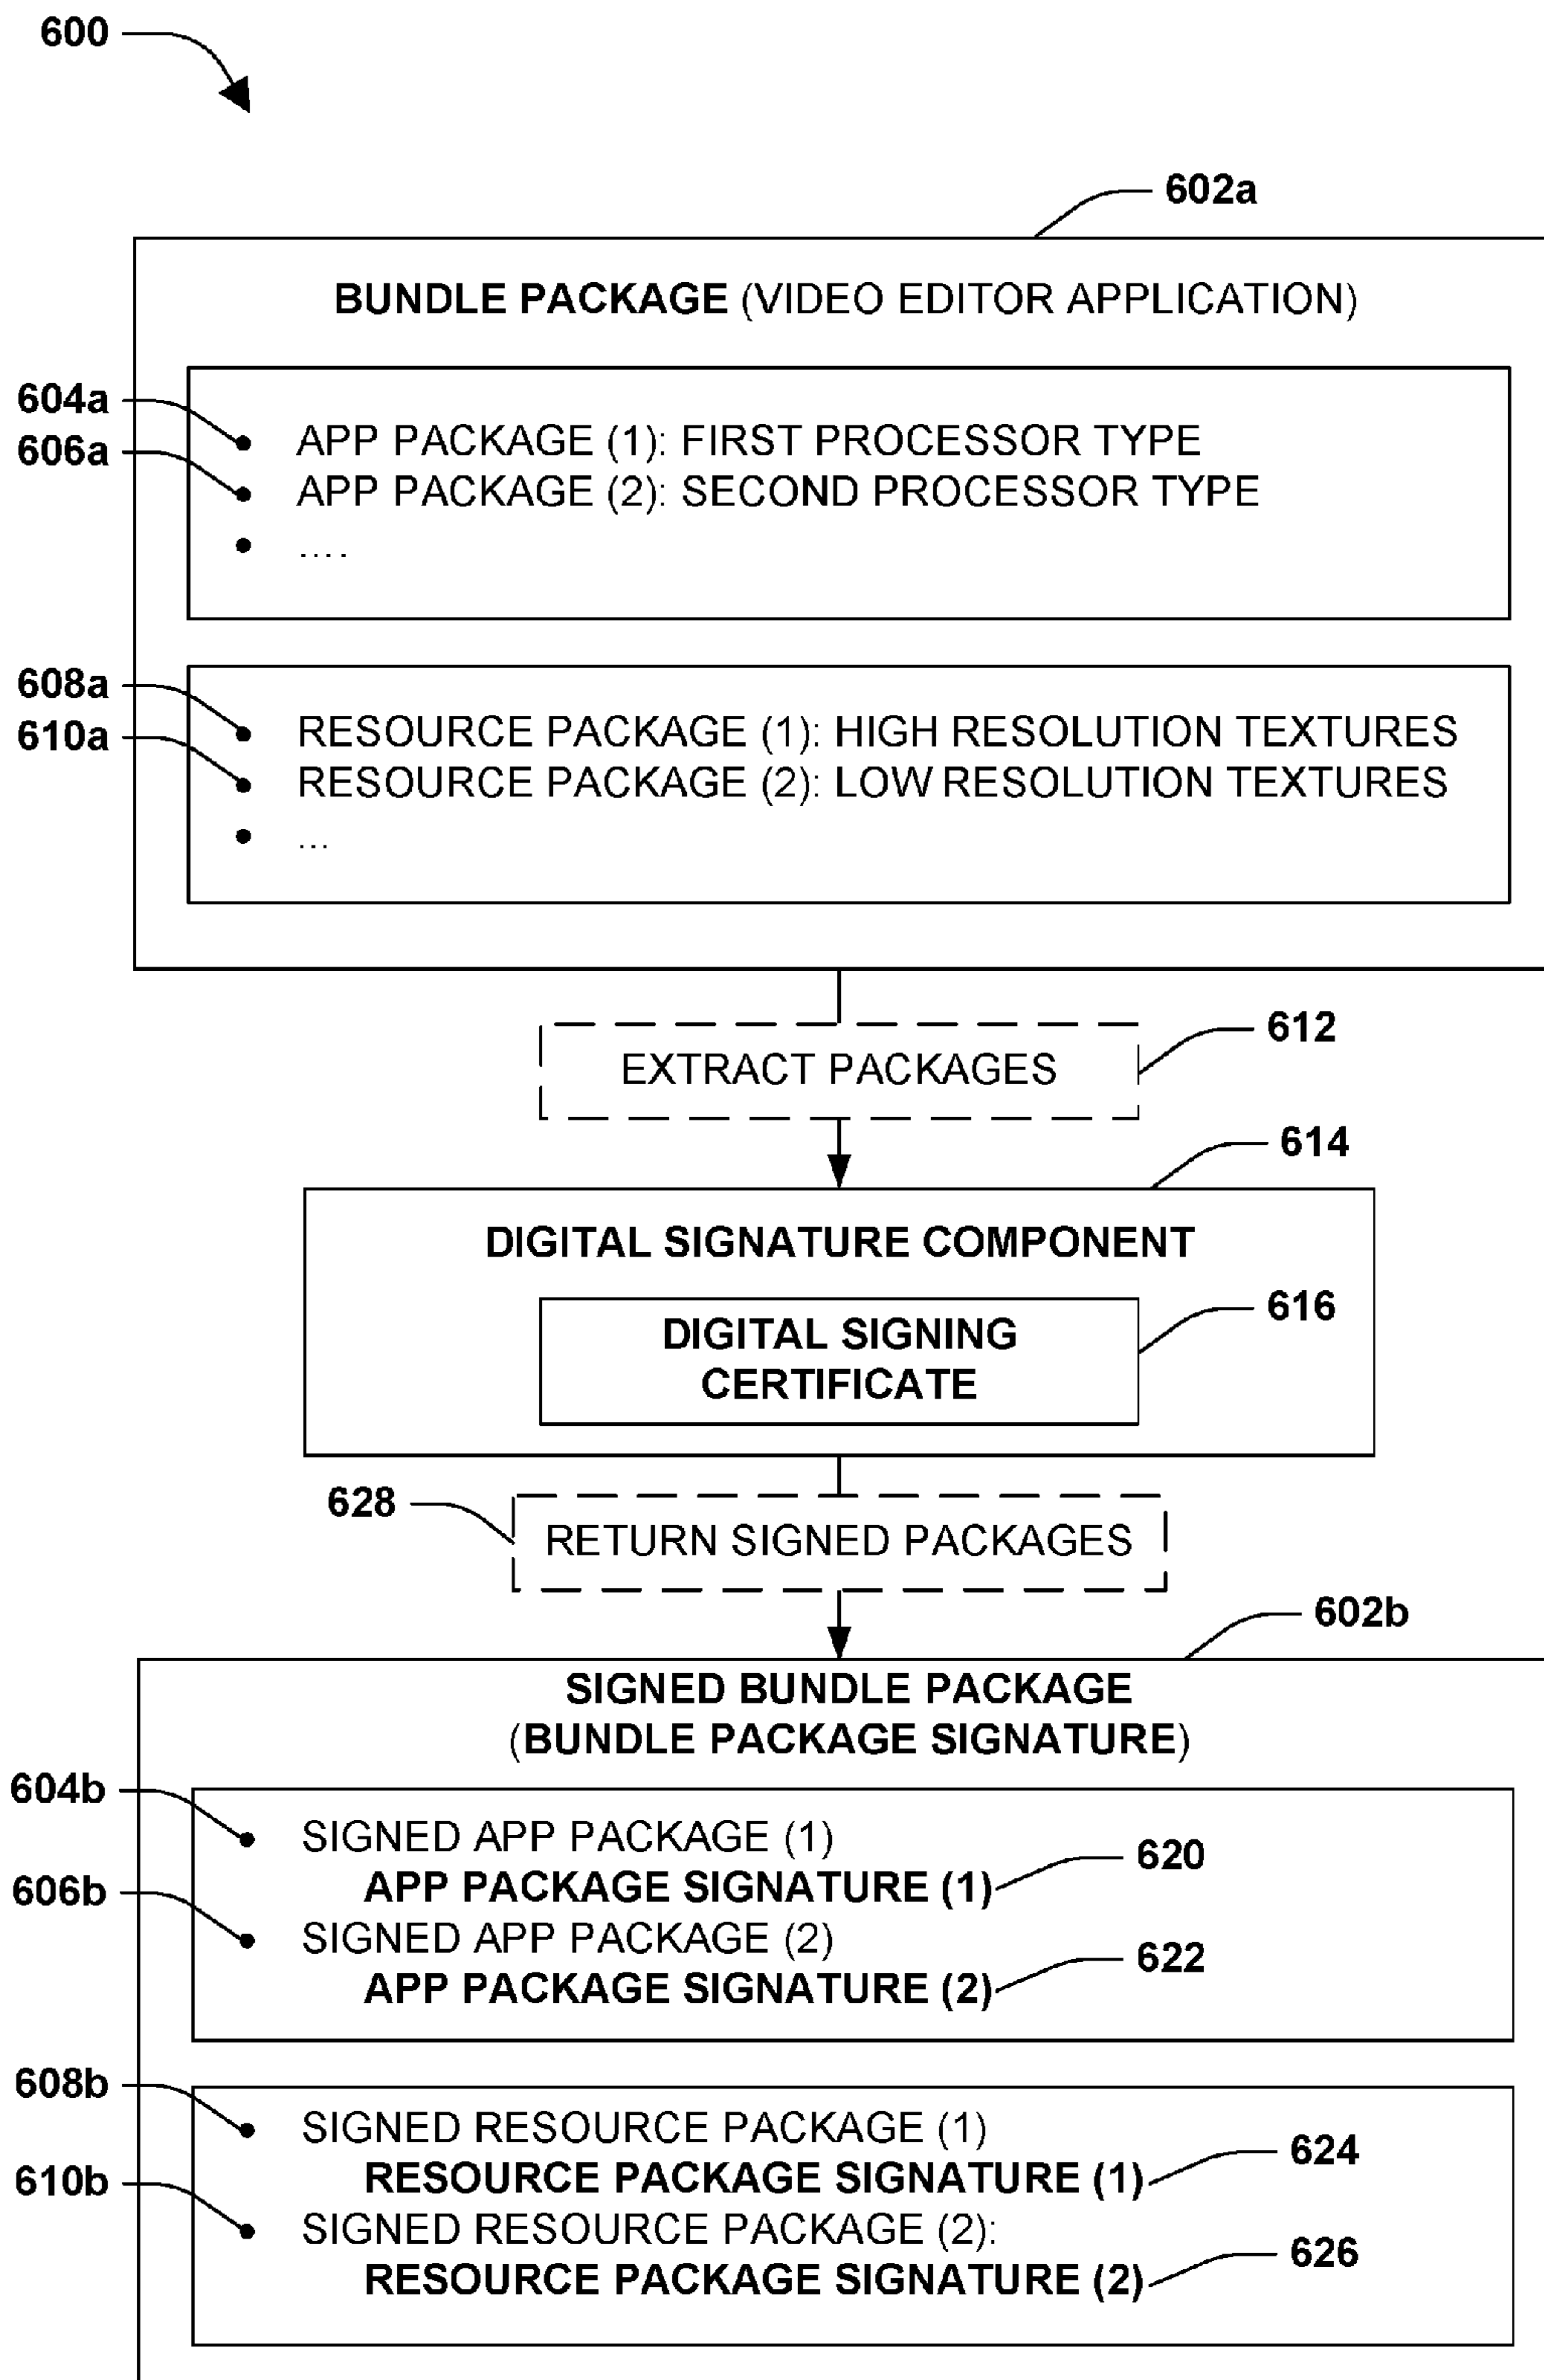 600
602a
BUNDLE PACKAGE (VIDEO EDITOR APPLICATION)
604a
APP PACKAGE (1): FIRST PROCESSOR TYPE
606a
APP PACKAGE (2): SECOND PROCESSOR TYPE
....
608a
RESOURCE PACKAGE (1): HIGH RESOLUTION TEXTURES
610a
RESOURCE PACKAGE (2): LOW RESOLUTION TEXTURES
...
612
EXTRACT PACKAGES
614
DIGITAL SIGNATURE COMPONENT
616
DIGITAL SIGNING
CERTIFICATE
628
RETURN SIGNED PACKAGES
602b
SIGNED BUNDLE PACKAGE
(BUNDLE PACKAGE SIGNATURE)
604b
SIGNED APP PACKAGE (1)
620
APP PACKAGE SIGNATURE (1)
606b
SIGNED APP PACKAGE (2)
622
APP PACKAGE SIGNATURE (2)
608b
SIGNED RESOURCE PACKAGE (1)
624
RESOURCE PACKAGE SIGNATURE (1)
610b
SIGNED RESOURCE PACKAGE (2):
626
RESOURCE PACKAGE SIGNATURE (2)